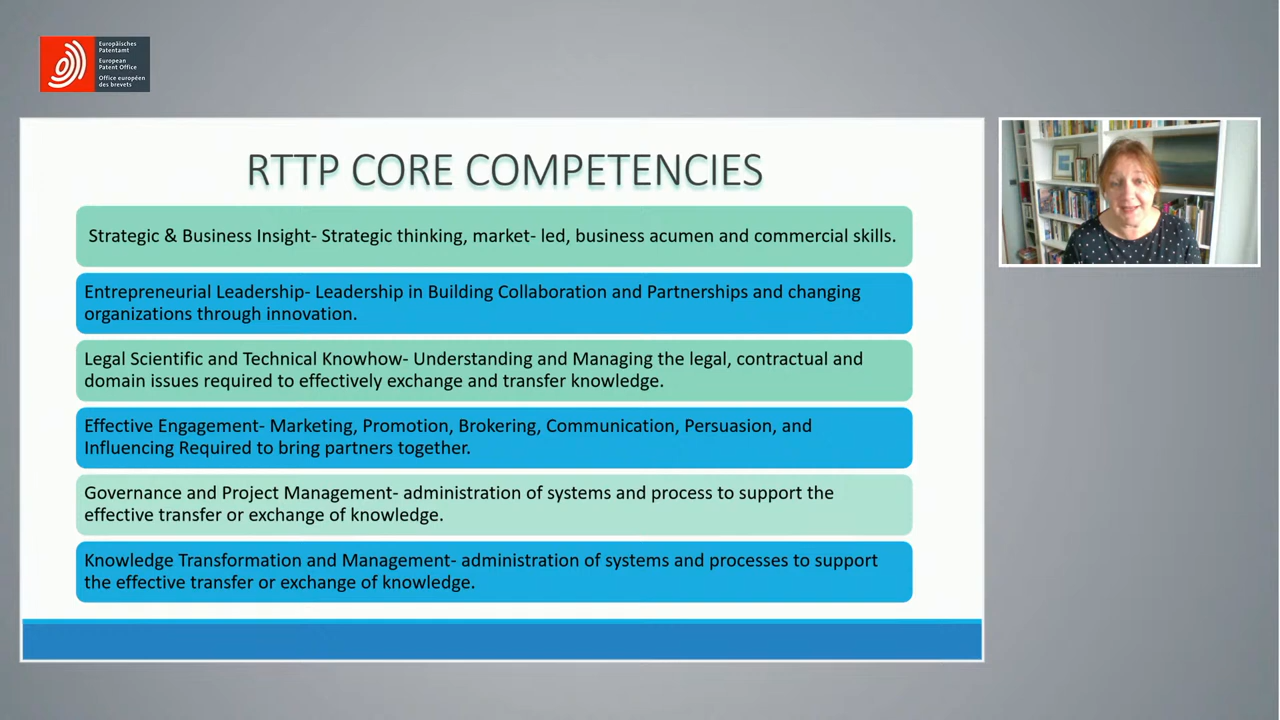 Europäisches
Patentamt
European
Patent Office
Office européen
des brevets
RTTP CORE COMPETENCIES
Strategic & Business Insight- Strategic thinking, market- led, business acumen and commercial skills.
Entrepreneurial Leadership- Leadership in Building Collaboration and Partnerships and changing
organizations through innovation.
Legal Scientific and Technical Knowhow- Understanding and Managing the legal, contractual and
domain issues required to effectively exchange and transfer knowledge.
Effective Engagement- Marketing, Promotion, Brokering, Communication, Persuasion, and
Influencing Required to bring partners together.
Governance and Project Management- administration of systems and process to support the
effective transfer or exchange of knowledge.
Knowledge Transformation and Management- administration of systems and processes to support
the effective transfer or exchange of knowledge.